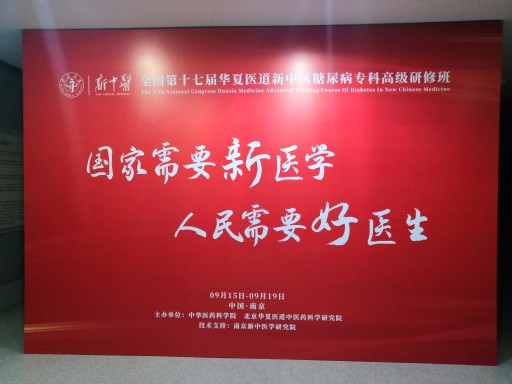 新中醫 全国第十七届华夏医道新中医糖尿病专科高级研修班
The 17th National Congress Huaxia Medicine Advanced Training Course Of Diabetes In New Chinese Medicine
国家需要新医学
人民需要好医生
09月15日-09月19日
中国·南京
主办单位：中华医药科学院 北京华夏医道中医药科学研究院
技术支持：南京新中医学研究院